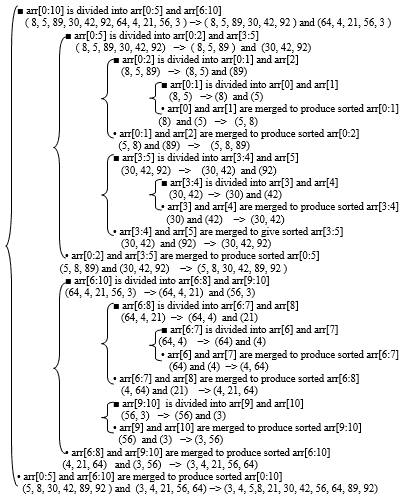 ■ arr[0:10] is divided into arr[0:5] and arr[6:10]
( 8, 5, 89, 30, 42, 92, 64, 4, 21, 56, 3 ) -> ( 8, 5, 89, 30, 42, 92 ) and (64, 4, 21, 56, 3 )
■ arr[0:5] is divided into arr[0:2] and arr[3:5]
( 8, 5, 89, 30, 42, 92) -> ( 8, 5, 89 ) and (30, 42, 92)
■ arr[0:2] is divided into arr[0:1] and arr[2]
(8, 5, 89) -> (8, 5) and (89)
■ arr[0:1] is divided into arr[0] and arr[1]
(8, 5) -> (8) and (5)
• arr[0] and arr[1] are merged to produce sorted arr[0:1]
(8) and (5) -> (5, 8)
• arr[0:1] and arr[2] are merged to produce sorted arr[0:2]
(5, 8) and (89) -> (5, 8, 89)
■ arr[3:5] is divided into arr[3:4] and arr[5]
(30, 42, 92) -> (30, 42) and (92)
■ arr[3:4] is divided into arr[3] and arr[4]
(30, 42) -> (30) and (42)
• arr[3] and arr[4] are merged to produce sorted arr[3:4]
(30) and (42) -> (30, 42)
• arr[3:4] and arr[5] are merged to give sorted arr[3:5]
(30, 42) and (92) -> (30, 42, 92)
• arr[0:2] and arr[3:5] are merged to produce sorted arr[0:5]
(5, 8, 89) and (30, 42, 92) -> (5, 8, 30, 42, 89, 92 )
■ arr[6:10] is divided into arr[6:8] and arr[9:10]
(64, 4, 21, 56, 3) -> (64, 4, 21) and (56, 3)
■ arr[6:8] is divided into arr[6:7] and arr[8]
(64, 4, 21) -> (64, 4) and (21)
■ arr[6:7] is divided into arr[6] and arr[7]
(64, 4) -> (64) and (4)
• arr[6] and arr[7] are merged to produce sorted arr[6:7]
(64) and (4) -> (4, 64)
• arr[6:7] and arr[8] are merged to produce sorted arr[6:8]
(4, 64) and (21) -> (4, 21, 64)
■ arr[9:10] is divided into arr[9] and arr[10]
(56, 3) -> (56) and (3)
• arr[9] and arr[10] are merged to produce sorted arr[9:10]
(56) and (3) -> (3, 56)
• arr[6:8] and arr[9:10] are merged to produce sorted arr[6:10]
(4, 21, 64) and (3, 56) -> (3, 4, 21, 56, 64)
• arr[0:5] and arr[6:10] are merged to produce sorted arr[0:10]
(5, 8, 30, 42, 89, 92 ) and (3, 4, 21, 56, 64) -> (3, 4, 5,8, 21, 30, 42, 56, 64, 89, 92)